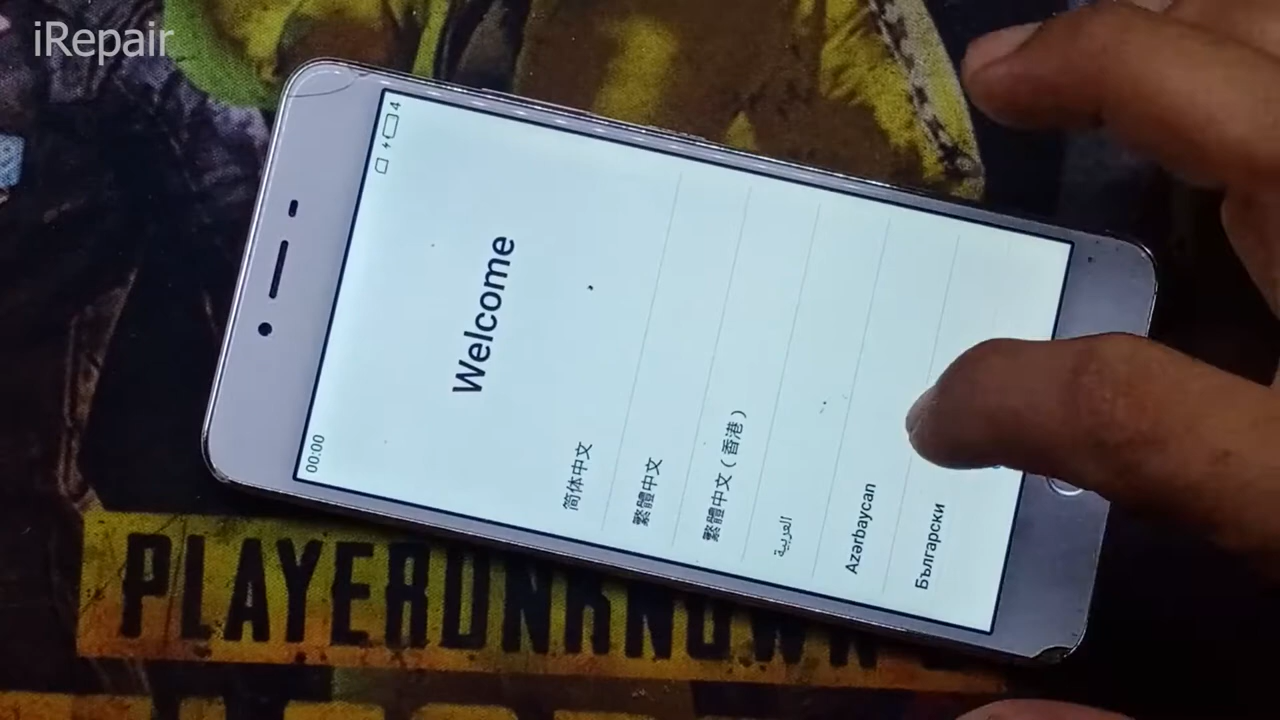 iRepair
00:00
4
Welcome
简体中文
繁體中文
繁體中文（香港）
العربية
Azərbaycan
Български
PLAYERUNKNOWN